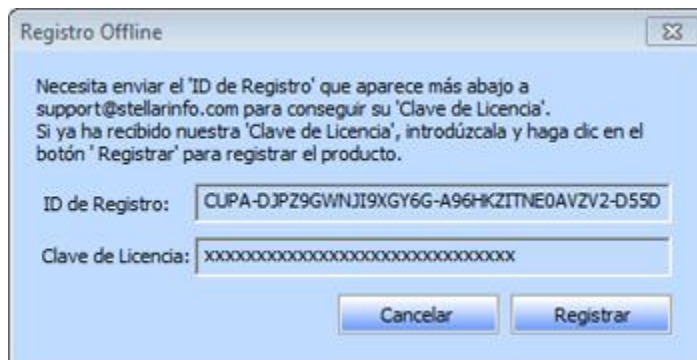 Registro Offline
Necesita enviar el 'ID de Registro' que aparece más abajo a
support@stellarinfo.com para conseguir su 'Clave de Licencia'.
Si ya ha recibido nuestra 'Clave de Licencia', introdúzcala y haga clic en el
botón ' Registrar' para registrar el producto.
ID de Registro: CUPA-DJPZ9GWNJI9XGY6G-A96HKZITNE0AVZV2-D55D
Clave de Licencia: xxxxxxxxxxxxxxxxxxxxxxxxxxxxxx
Cancelar Registrar